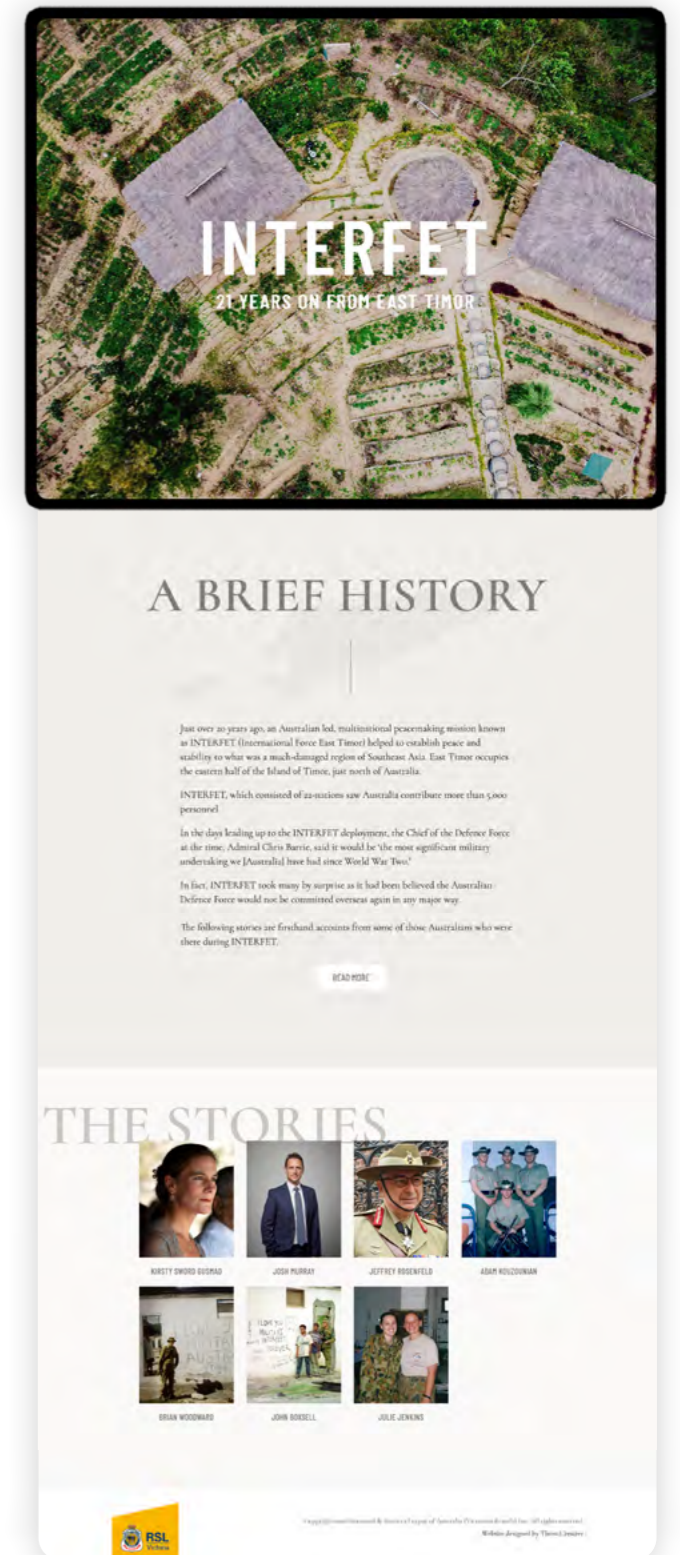 INTERFET
21 YEARS ON FROM EAST TIMOR
A BRIEF HISTORY
Just over 20 years ago, an Australian led, multinational peacemaking mission known
as INTERFET (International Force East Timor) helped to establish peace and
stability to what was a much-damaged region of Southeast Asia. East Timor occupies
the eastern half of the Island of Timor, just north of Australia.
INTERFET, which consisted of 22-nations saw Australia contribute more than 5,000
personnel
In the days leading up to the INTERFET deployment, the Chief of the Defence Force
at the time, Admiral Chris Barrie, said it would be 'the most significant military
undertaking we [Australia] have had since World War Two.'
In fact, INTERFET took many by surprise as it had been believed the Australian
Defence Force would not be committed overseas again in any major way.
The following stories are firsthand accounts from some of those Australians who were
there during INTERFET.
READ MORE
THE STORIES
KIRSTY SWORD GUSMAO
JOSH MURRAY
JEFFREY ROSENFELD
ADAM KOUZOUNIAN
BRIAN WOODWARD
JOHN
JULIE JENKINS
RSL
Victoria
All rights reserved.
Website designed by